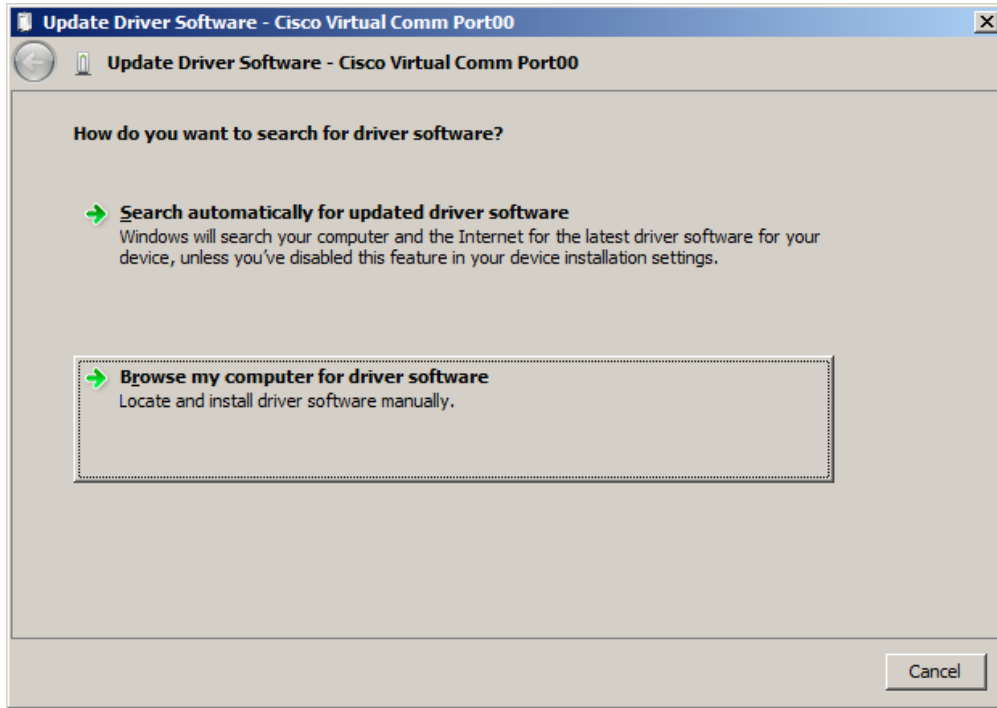 Update Driver Software - Cisco Virtual Comm Port00
Update Driver Software - Cisco Virtual Comm Port00
How do you want to search for driver software?
Search automatically for updated driver software
Windows will search your computer and the Internet for the latest driver software for your
device, unless you've disabled this feature in your device installation settings.
Browse my computer for driver software
Locate and install driver software manually.
Cancel